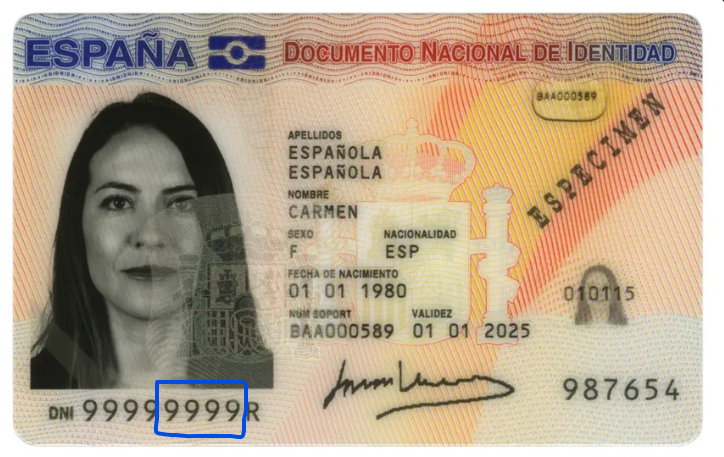 ESPAÑA DOCUMENTO NACIONAL DE IDENTIDAD
BAA000589
ESPECIMEN
APELLIDOS
ESPAÑOLA
ESPAÑOLA
NOMBRE
CARMEN
SEXO NACIONALIDAD
F ESP
FECHA DE NACIMIENTO
01 01 1980
010115
NUM SOPORT VALIDEZ
BAA000589 01 01 2025
987654
DNI 99999999R